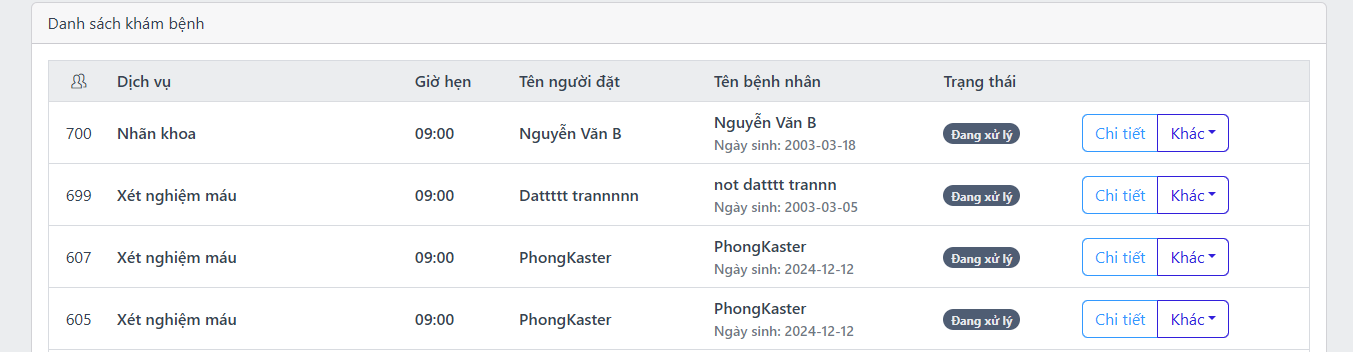 Danh sách khám bệnh
Dịch vụ Giờ hẹn Tên người đặt Tên bệnh nhân Trạng thái
700 Nhãn khoa 09:00 Nguyễn Văn B Nguyễn Văn B Đang xử lý Chi tiết Khác
Ngày sinh: 2003-03-18
699 Xét nghiệm máu 09:00 Dattttt trannnnn not datttt trannn Đang xử lý Chi tiết Khác
Ngày sinh: 2003-03-05
607 Xét nghiệm máu 09:00 PhongKaster PhongKaster Đang xử lý Chi tiết Khác
Ngày sinh: 2024-12-12
605 Xét nghiệm máu 09:00 PhongKaster PhongKaster Đang xử lý Chi tiết Khác
Ngày sinh: 2024-12-12